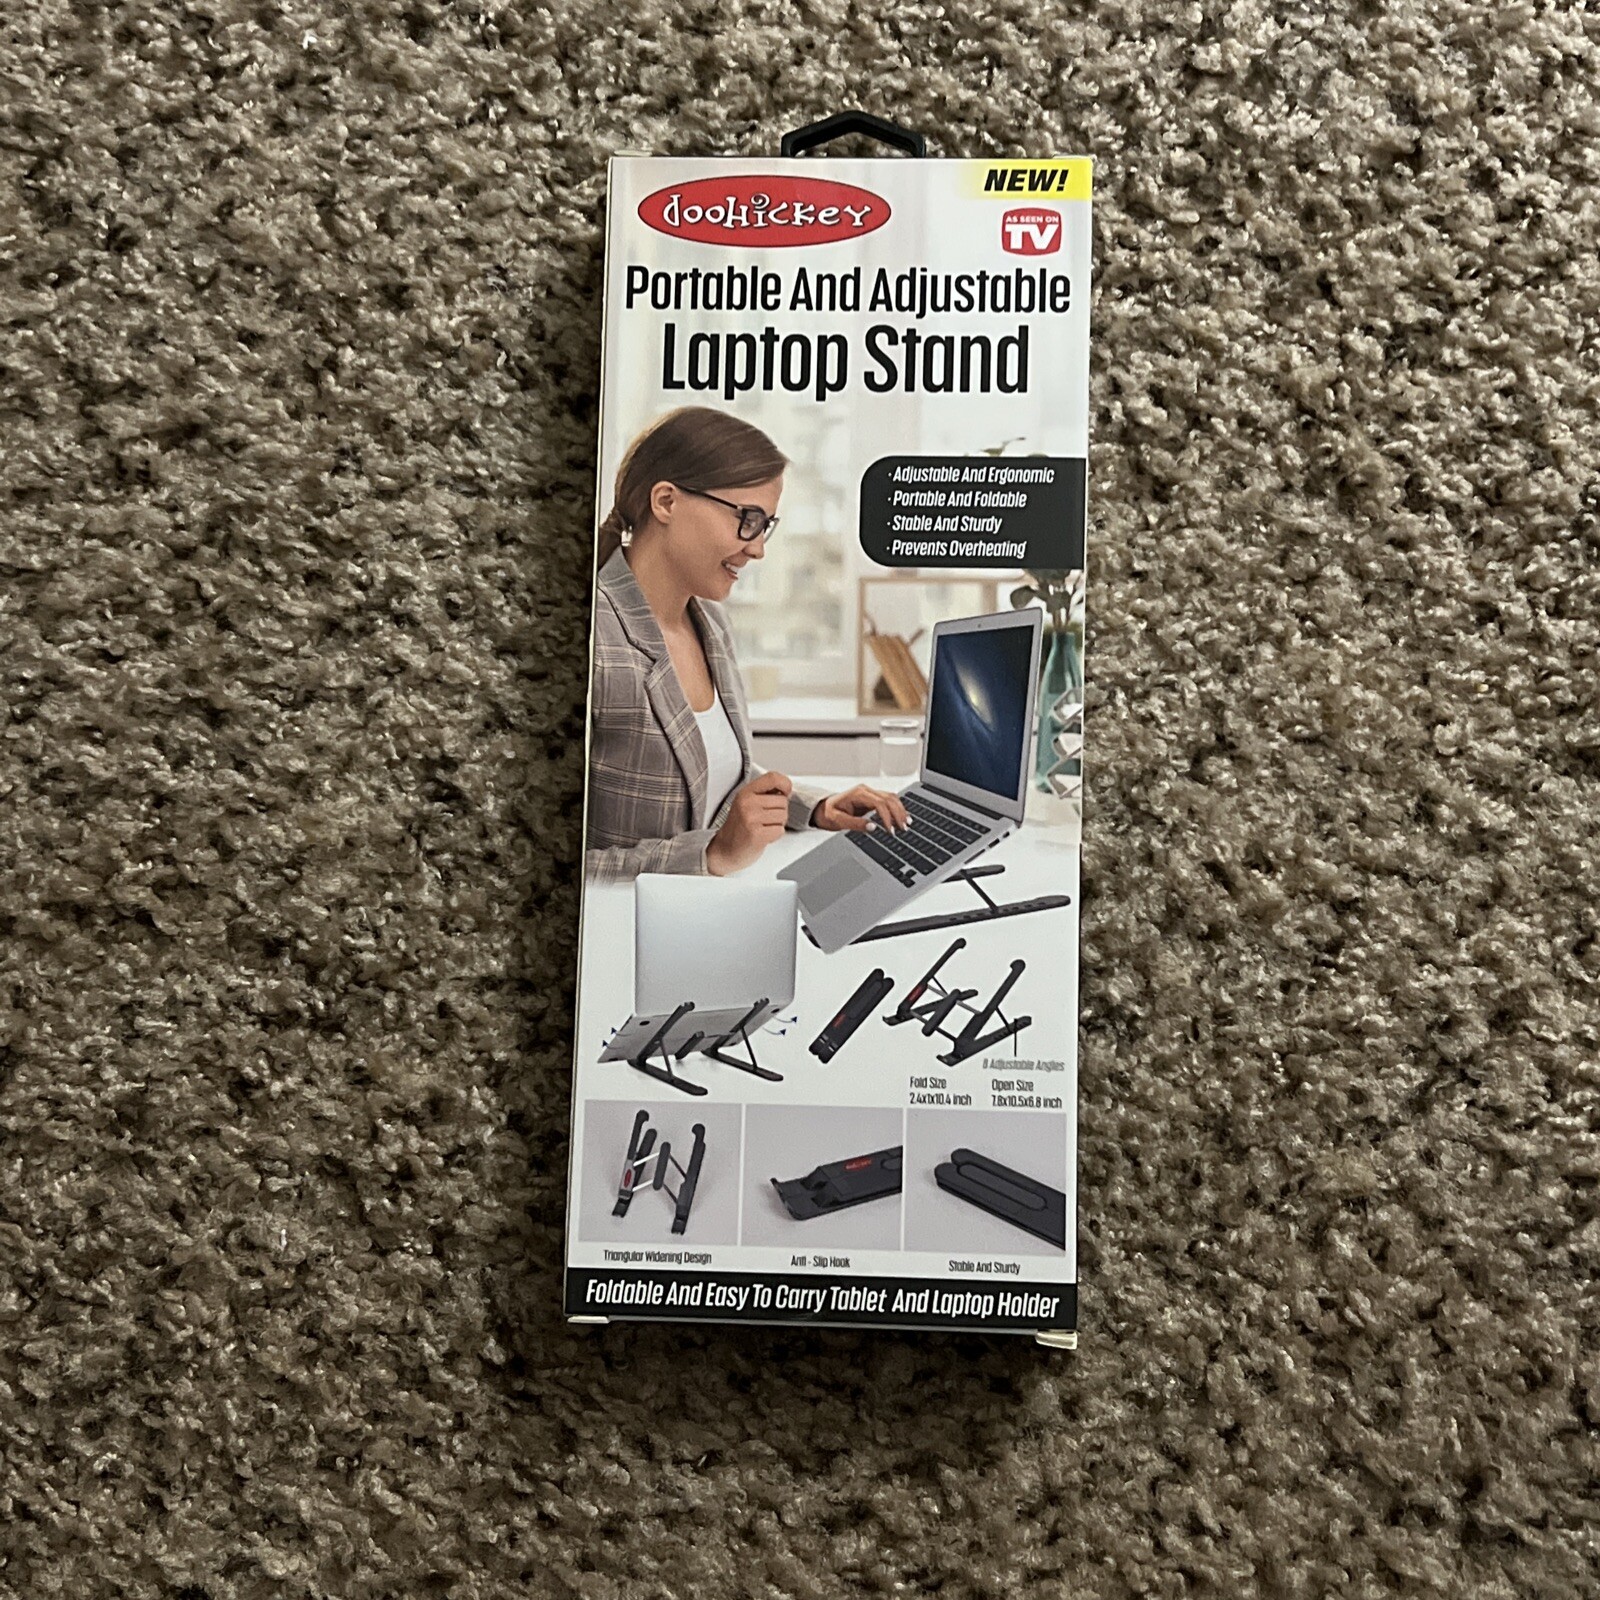 NEW!
dooHickey
AS SEEN ON
TV
Portable And Adjustable
Laptop Stand
· Adjustable And Ergonomic
· Portable And Foldable
· Stable And Sturdy
· Prevents Overheating
8 Adjustable Angles
Fold Size
2.4x1x10.4 inch
Open Size
7.8x10.5x6.8 inch
Triangular Widening Design
Anti - Slip Hook
Stable And Sturdy
Foldable And Easy To Carry Tablet And Laptop Holder